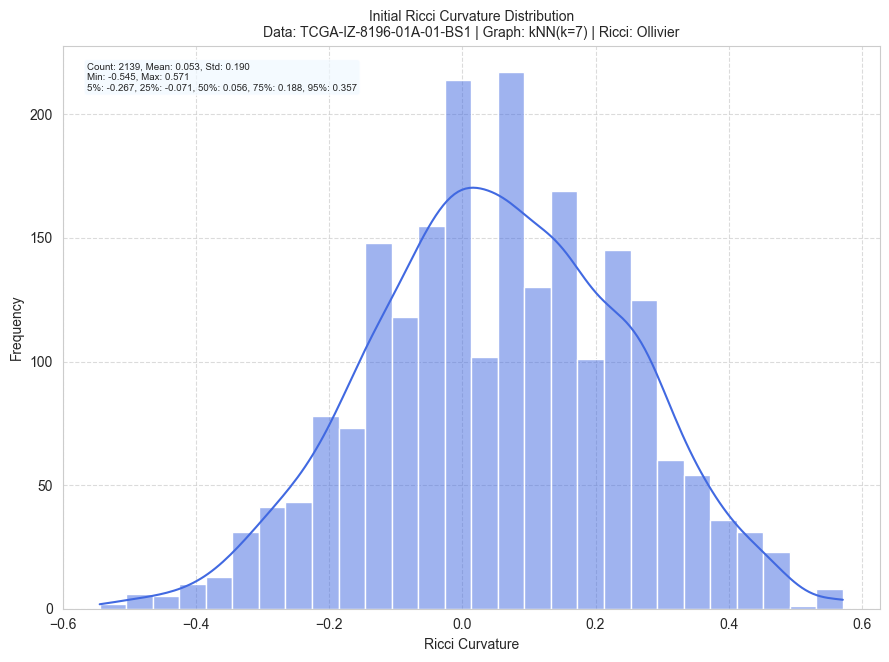 Initial Ricci Curvature Distribution
Data: TCGA-IZ-8196-01A-01-BS1 | Graph: kNN(k=7) | Ricci: Ollivier
Count: 2139, Mean: 0.053, Std: 0.190
Min: -0.545, Max: 0.571
5%: -0.267, 25%: -0.071, 50%: 0.056, 75%: 0.188, 95%: 0.357
Frequency
200
150
100
50
0
−0.6 −0.4 −0.2 0.0 0.2 0.4 0.6
Ricci Curvature